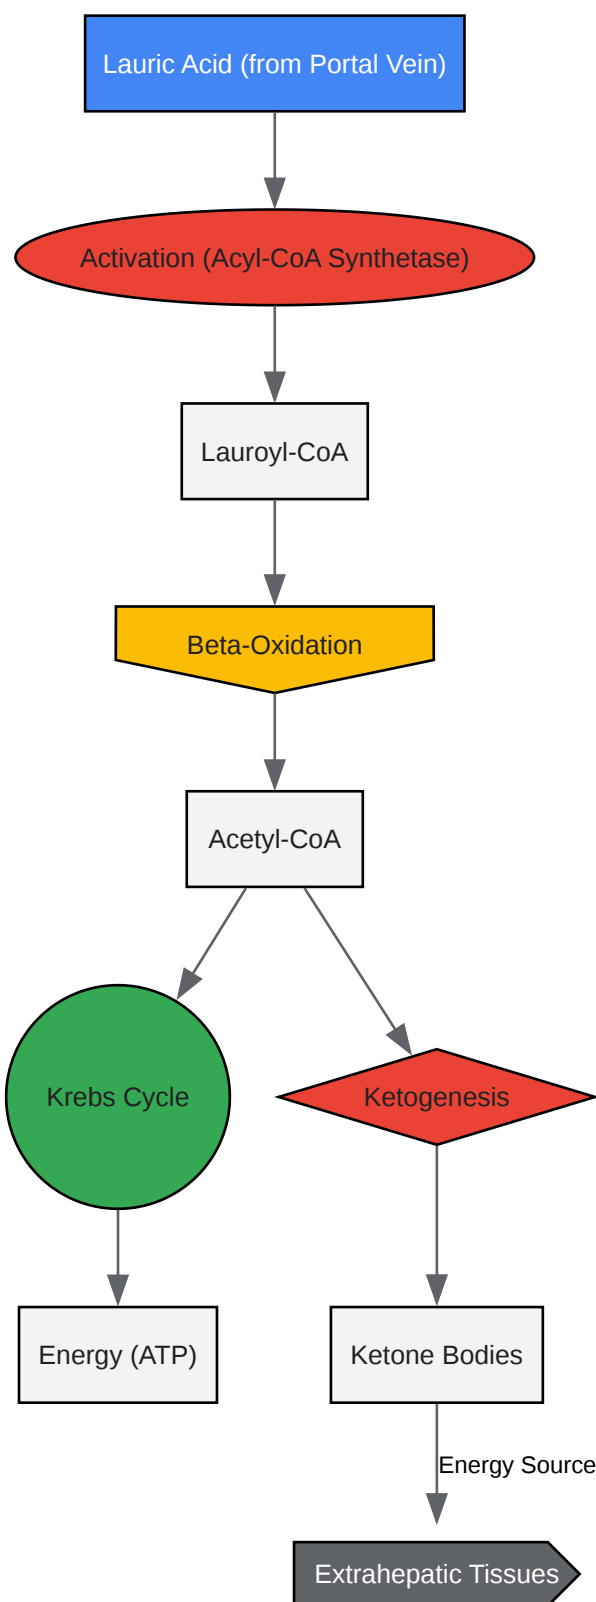 Lauric Acid (from Portal Vein)
Activation (Acyl-CoA Synthetase)
Lauroyl-CoA
Beta-Oxidation
Acetyl-CoA
Krebs Cycle
Ketogenesis
Energy (ATP)
Ketone Bodies
Energy Source
Extrahepatic Tissues